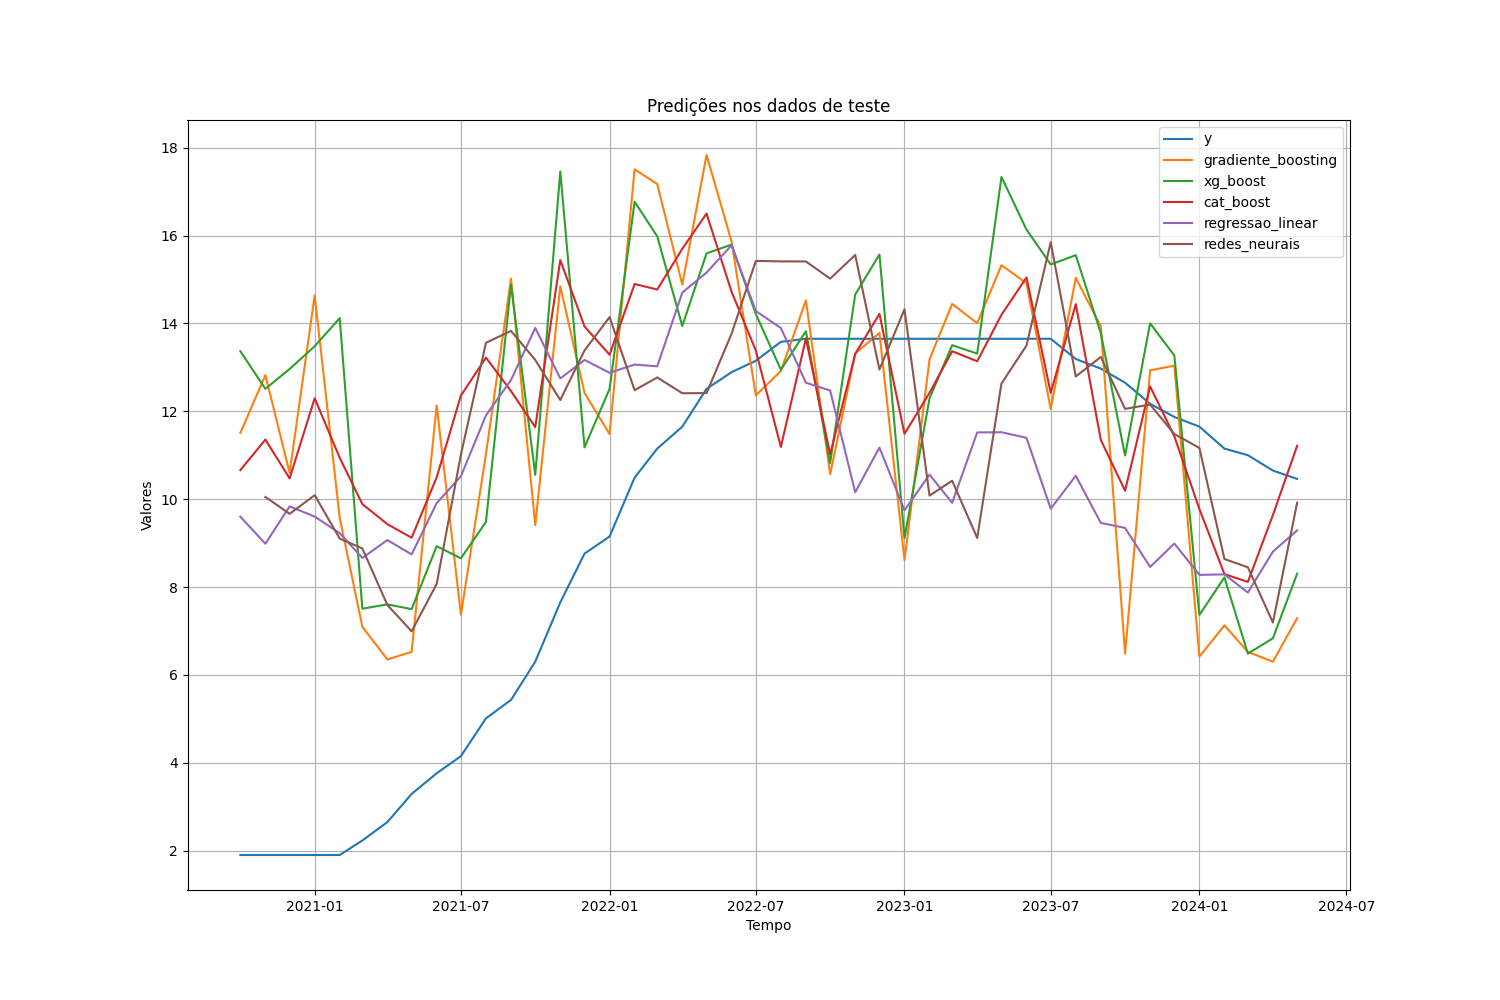 Predições nos dados de teste
y
gradiente_boosting
xg_boost
cat_boost
regressao_linear
redes_neurais
18
16
14
12
10
8
6
4
2
Valores
2021-01 2021-07 2022-01 2022-07 2023-01 2023-07 2024-01 2024-07
Tempo